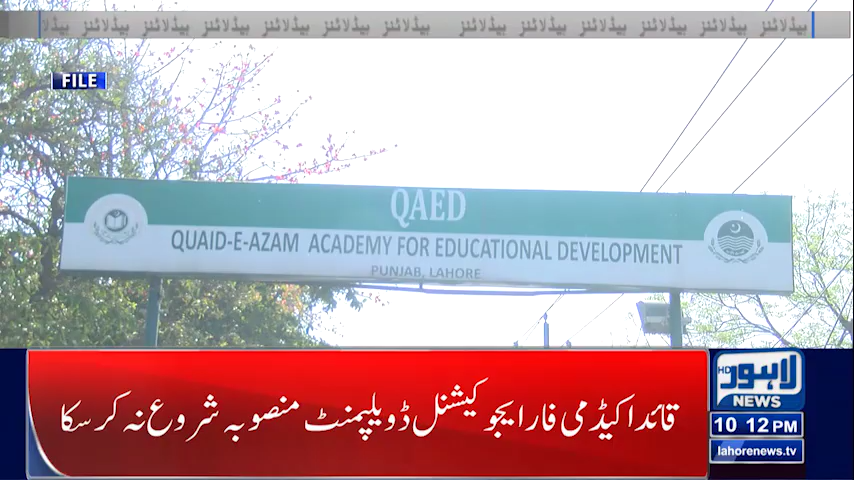 ہیڈلائنز ہیڈلائنز ہیڈلائنز ہیڈلائنز ہیڈلائنز ہیڈلائنز ہیڈلائنز ہیڈلائنز ہیڈلائنز ہیڈلائنز ہیڈلائنز ہیڈلائنز
FILE
QAED
QUAID-E-AZAM ACADEMY FOR EDUCATIONAL DEVELOPMENT
PUNJAB, LAHORE
قائد اکیڈمی فار ایجوکیشنل ڈویلپمنٹ منصوبہ شروع نہ کر سکا
لاہور HD
NEWS
10 12 PM
lahorenews.tv